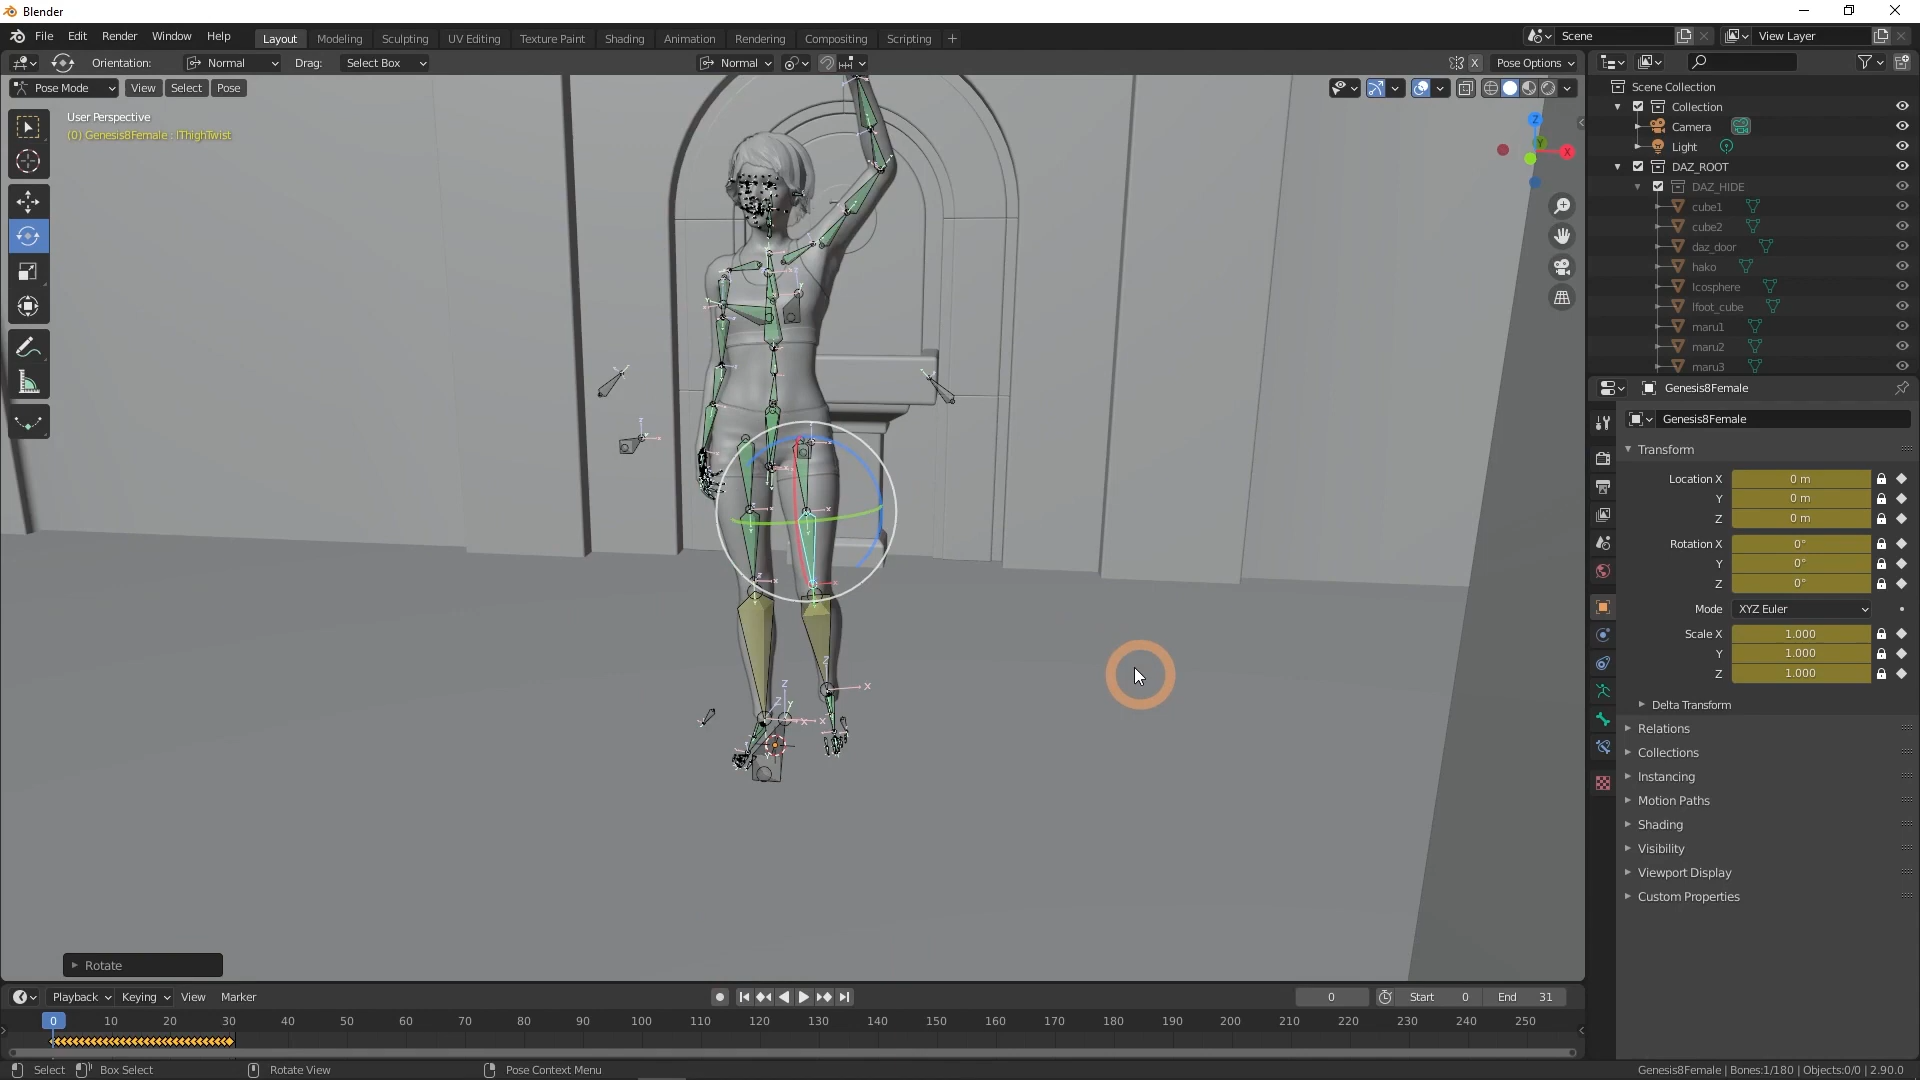 Blender
File Edit Render Window Help
Layout Modeling Sculpting UV Editing Texture Paint Shading Animation Rendering Compositing Scripting +
Scene
View Layer
Orientation: Normal Drag: Select Box
Normal
X Pose Options
Pose Mode View Select Pose
User Perspective
(0) Genesis8Female : lThighTwist
Z
Y
X
Scene Collection
Collection
Camera
Light
DAZ_ROOT
DAZ_HIDE
cube1
cube2
daz_door
hako
Icosphere
lfoot_cube
maru1
maru2
maru3
Genesis8Female
Genesis8Female
Transform
Location X 0 m
Y 0 m
Z 0 m
Rotation X 0°
Y 0°
Z 0°
Mode XYZ Euler
Scale X 1.000
Y 1.000
Z 1.000
Delta Transform
Relations
Collections
Instancing
Motion Paths
Shading
Visibility
Viewport Display
Custom Properties
Rotate
Playback Keying View Marker
0 Start 0 End 31
0 10 20 30 40 50 60 70 80 90 100 110 120 130 140 150 160 170 180 190 200 210 220 230 240 250
Select Box Select Rotate View Pose Context Menu
Genesis8Female | Bones:1/180 | Objects:0/0 | 2.90.0